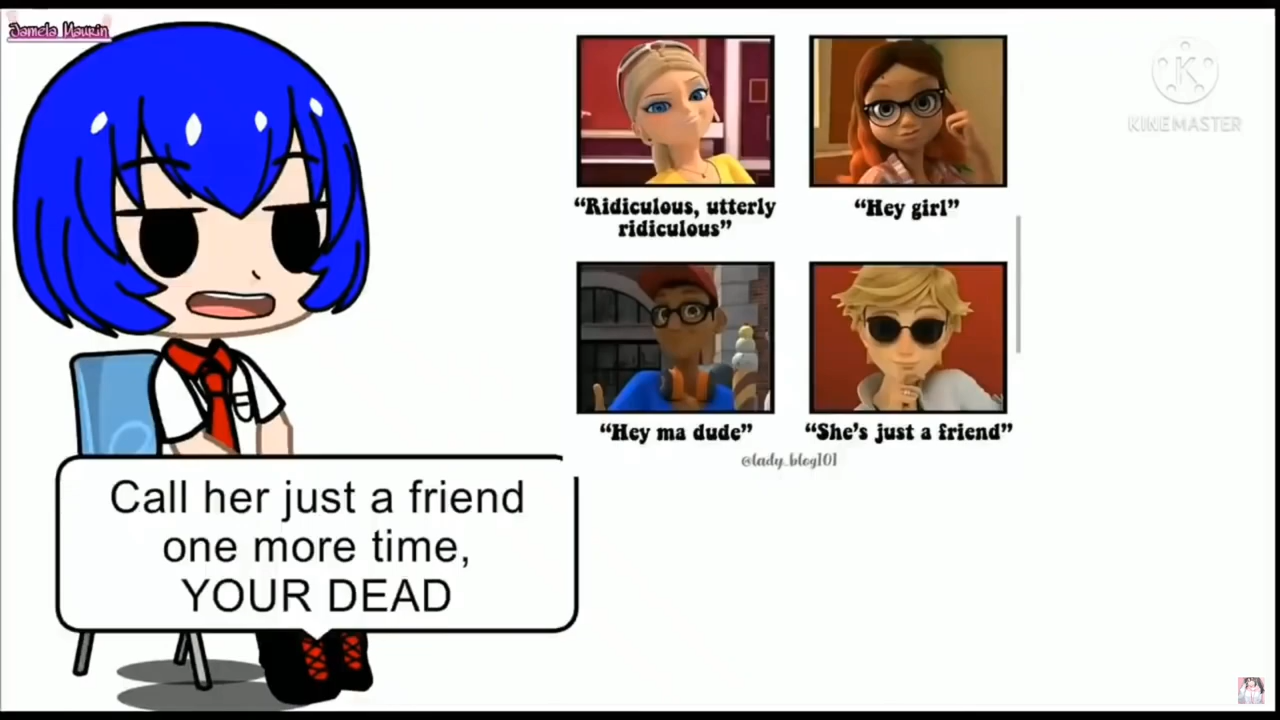 Jamela Maurin
KINEMASTER
“Ridiculous, utterly
ridiculous”
“Hey girl”
“Hey ma dude”
“She’s just a friend”
@lady_blog101
Call her just a friend
one more time,
YOUR DEAD